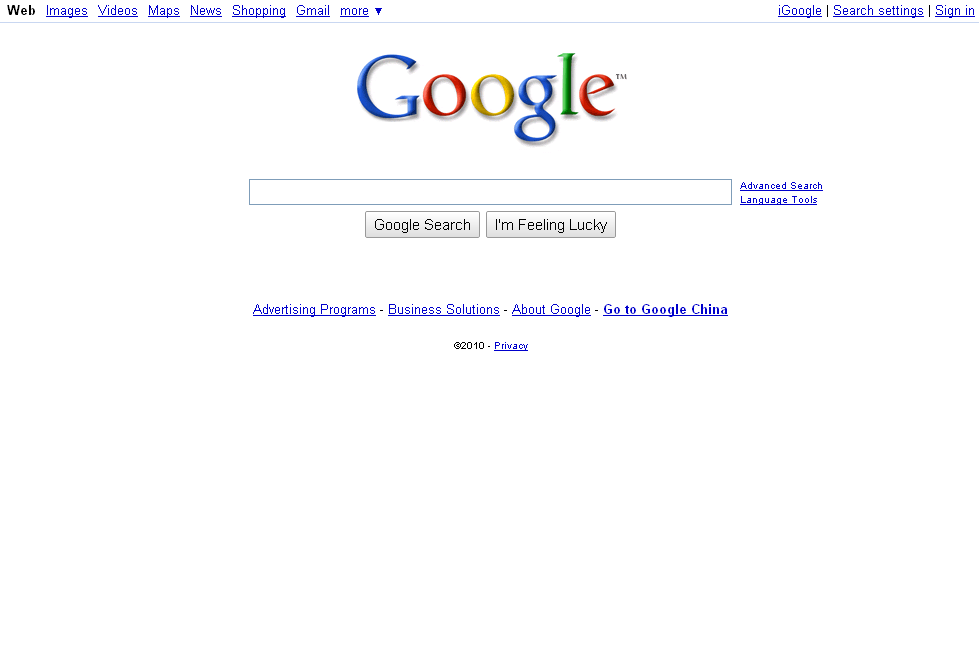 Web Images Videos Maps News Shopping Gmail more ▼ iGoogle | Search settings | Sign in
Google™
Advanced Search
Language Tools
Google Search I'm Feeling Lucky
Advertising Programs - Business Solutions - About Google - Go to Google China
©2010 - Privacy